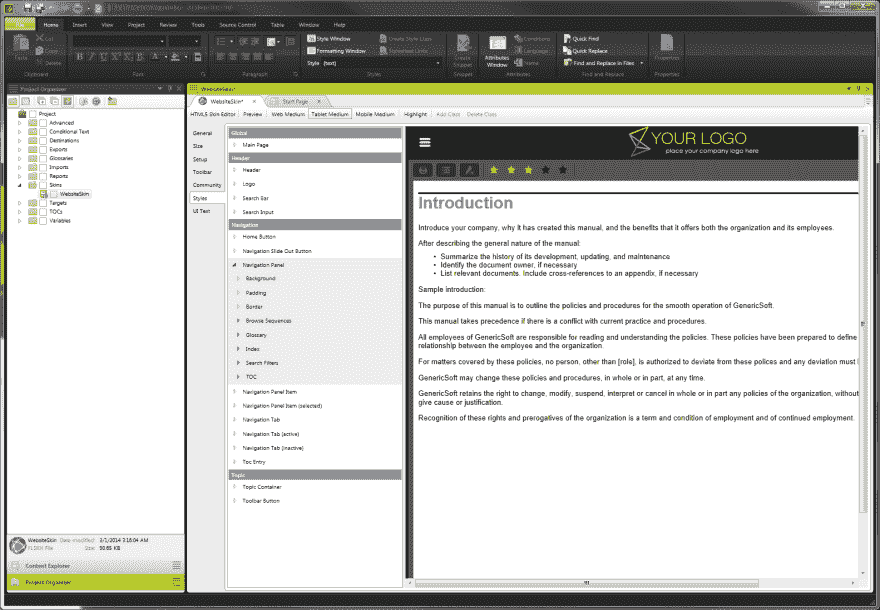 Home Insert View Project Review Tools Source Control Table Window Help
Paste
Cut
Copy
Delete
Clipboard
Font
Paragraph
Style Window
Formatting Window
Style (text)
Create Style Copy
Styles
Create Snippet
Snippet
Attributes Window
Conditions
Language
Name
Attributes
Quick Find
Quick Replace
Find and Replace in Files
Find and Replace
Properties
Properties
Project Organizer
Project
Advanced
Conditional Text
Destinations
Exports
Glossaries
Imports
Reports
Skins
WebsiteSkin
Targets
TOCs
Variables
WebsiteSkin Date modified: 3/1/2014 3:16:04 AM
FLSKN File Size: 98.65 KB
Content Explorer
Project Organizer
WebsiteSkin*
WebsiteSkin* Start Page
HTML5 Skin Editor Preview Web Medium Tablet Medium Mobile Medium Highlight Add Class Delete Class
General
Size
Setup
Toolbar
Community
Styles
UI Text
Global
Main Page
Header
Header
Logo
Search Bar
Search Input
Navigation
Home Button
Navigation Slide Out Button
Navigation Panel
Background
Padding
Border
Browse Sequences
Glossary
Index
Search Filters
TOC
Navigation Panel Item
Navigation Panel Item (selected)
Navigation Tab
Navigation Tab (active)
Navigation Tab (inactive)
Toc Entry
Topic
Topic Container
Toolbar Button
YOUR LOGO
place your company logo here
Introduction
Introduce your company, why it has created this manual, and the benefits that it offers both the organization and its employees.
After describing the general nature of the manual:
• Summarize the history of its development, updating, and maintenance
• Identify the document owner, if necessary
• List relevant documents. Include cross-references to an appendix, if necessary
Sample introduction:
The purpose of this manual is to outline the policies and procedures for the smooth operation of GenericSoft.
This manual takes precedence if there is a conflict with current practice and procedures.
All employees of GenericSoft are responsible for reading and understanding the policies. These policies have been prepared to define
relationship between the employee and the organization.
For matters covered by these policies, no person, other than [role], is authorized to deviate from these polices and any deviation must
GenericSoft may change these policies and procedures, in whole or in part, at any time.
GenericSoft retains the right to change, modify, suspend, interpret or cancel in whole or in part any policies of the organization, without
give cause or justification.
Recognition of these rights and prerogatives of the organization is a term and condition of employment and of continued employment.